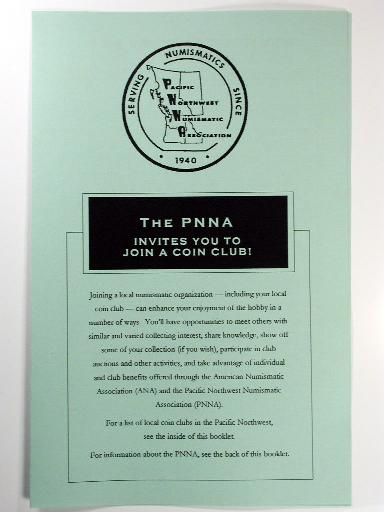 SERVING NUMISMATICS SINCE
PACIFIC
NORTHWEST
NUMISMATIC
ASSOCIATION
· 1940 ·
THE PNNA
INVITES YOU TO
JOIN A COIN CLUB!
Joining a local numismatic organization — including your local
coin club — can enhance your enjoyment of the hobby in a
number of ways. You'll have opportunities to meet others with
similar and varied collecting interest, share knowledge, show off
some of your collection (if you wish), participate in club
auctions and other activities, and take advantage of individual
and club benefits offered through the American Numismatic
Association (ANA) and the Pacific Northwest Numismatic
Association (PNNA).
For a list of local coin clubs in the Pacific Northwest,
see the inside of this booklet.
For information about the PNNA, see the back of this booklet.